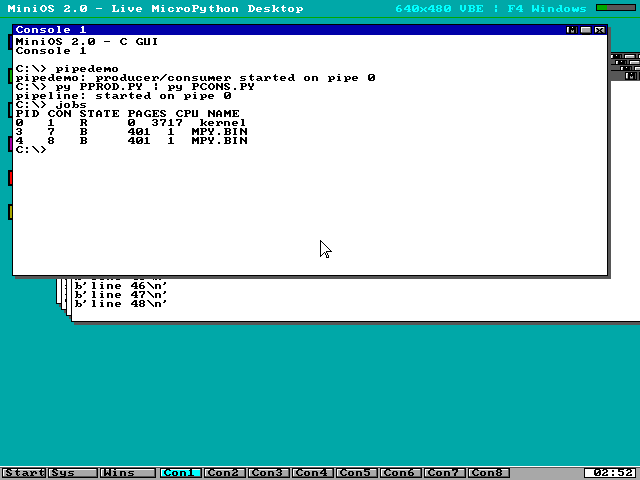 MiniOS 2.0 - Live MicroPython Desktop
640x480 VBE | F4 Windows
Console 1
MiniOS 2.0 - C GUI
Console 1
C:\> pipedemo
pipedemo: producer/consumer started on pipe 0
C:\> py PPROD.PY | py PCONS.PY
pipeline: started on pipe 0
C:\> jobs
PID CON STATE PAGES CPU NAME
0 1 R 0 3717 kernel
3 7 B 401 1 MPY.BIN
4 8 B 401 1 MPY.BIN
C:\>
b'line 46\n'
b'line 47\n'
b'line 48\n'
Start Sys Wins Con1 Con2 Con3 Con4 Con5 Con6 Con7 Con8 02:52